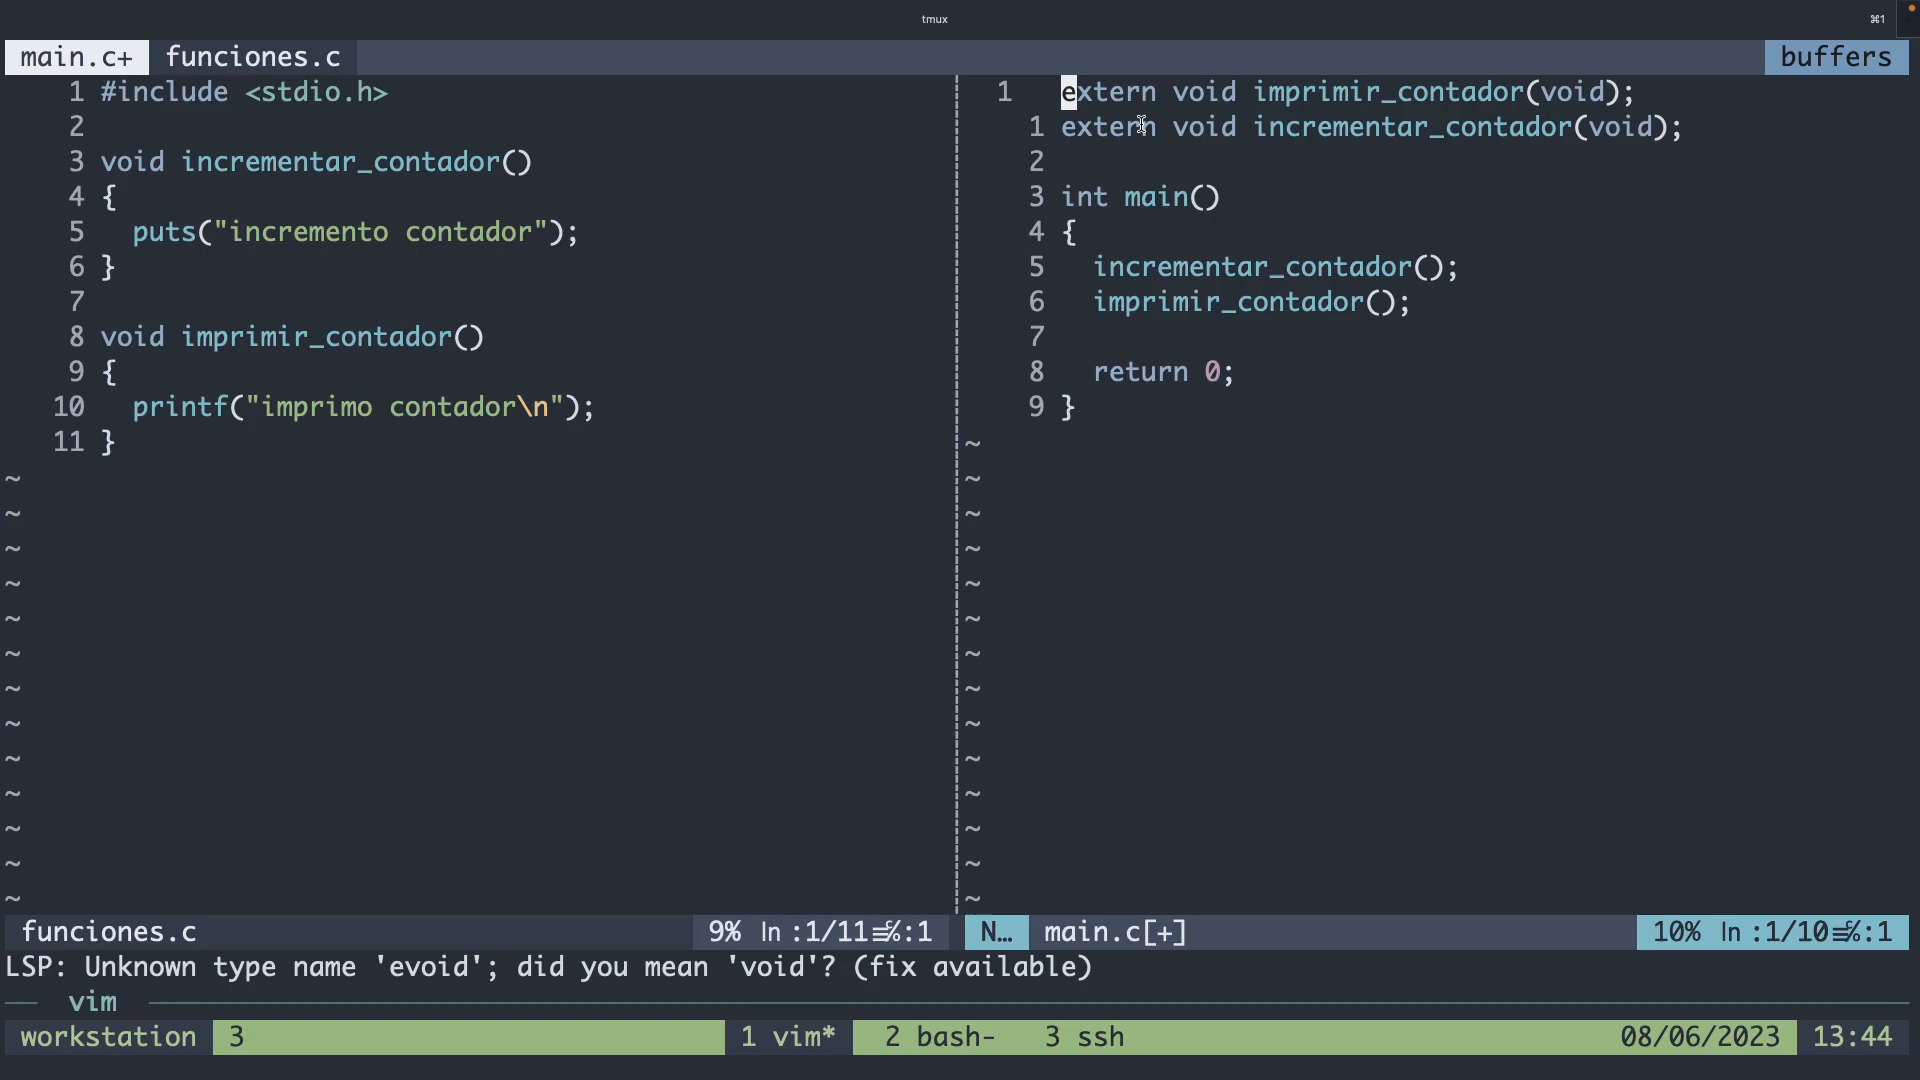 tmux
⌘1
main.c+ funciones.c
buffers
1 #include <stdio.h>
2
3 void incrementar_contador()
4 {
5   puts("incremento contador");
6 }
7
8 void imprimir_contador()
9 {
10   printf("imprimo contador\n");
11 }
~
~
~
~
~
~
~
~
~
~
~
~
~
1 extern void imprimir_contador(void);
1 extern void incrementar_contador(void);
2
3 int main()
4 {
5   incrementar_contador();
6   imprimir_contador();
7
8   return 0;
9 }
~
~
~
~
~
~
~
~
~
~
~
~
~
~
funciones.c 9% ln :1/11≡℅:1
N… main.c[+] 10% ln :1/10≡℅:1
LSP: Unknown type name 'evoid'; did you mean 'void'? (fix available)
vim
workstation 3 1 vim* 2 bash- 3 ssh 08/06/2023 13:44